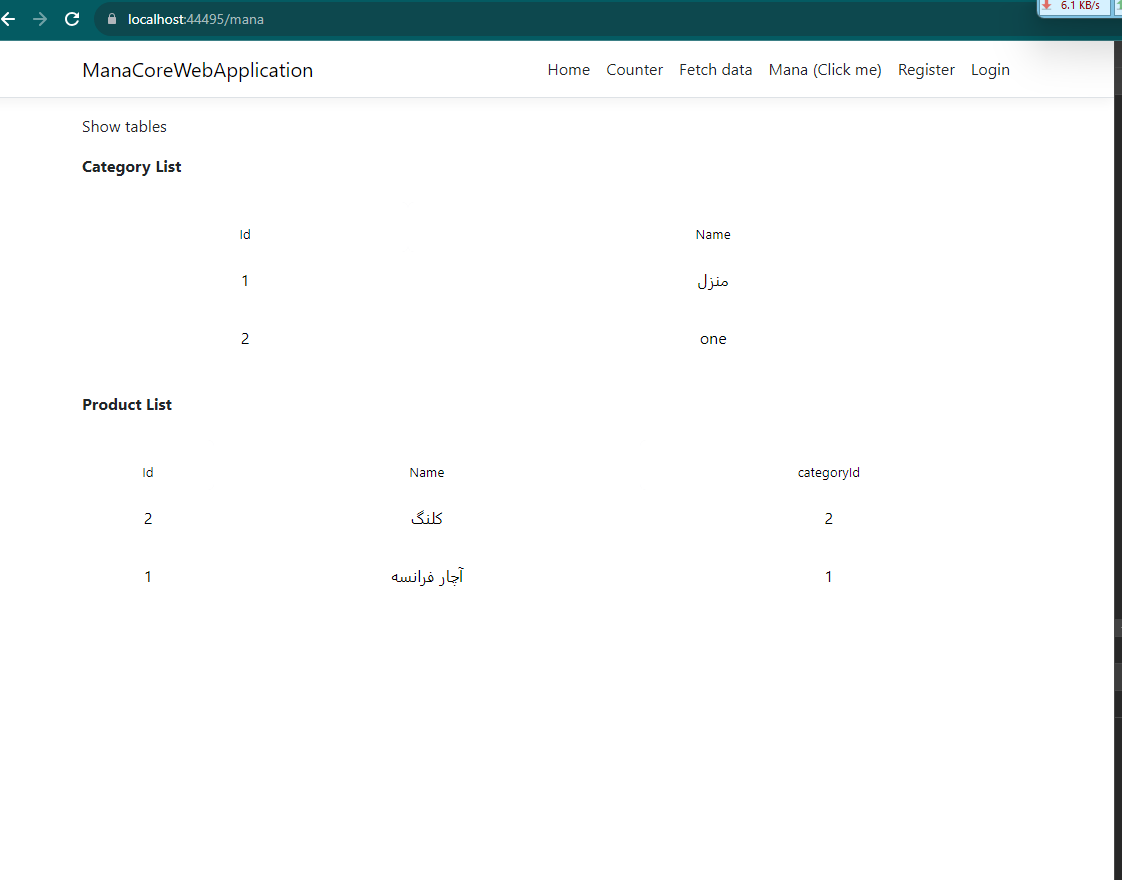 6.1 KB/s
localhost:44495/mana
ManaCoreWebApplication Home Counter Fetch data Mana (Click me) Register Login
Show tables
Category List
Id Name
1 منزل
2 one
Product List
Id Name categoryId
2 کلنگ 2
1 آچار فرانسه 1